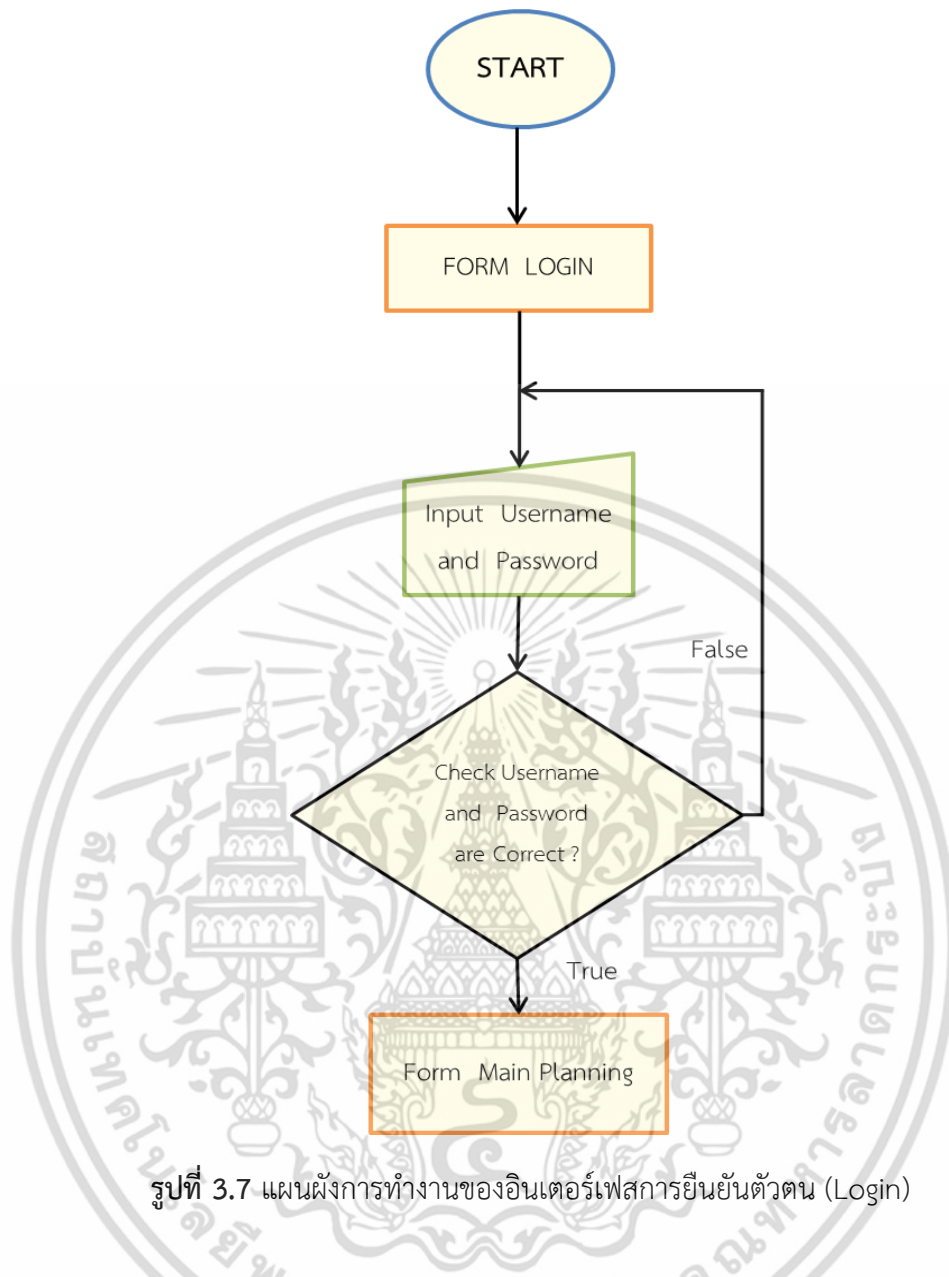 START
FORM LOGIN
Input Username
and Password
False
Check Username
and Password
are Correct ?
True
Form Main Planning
รูปที่ 3.7 แผนผังการทำงานของอินเตอร์เฟสการยืนยันตัวตน (Login)